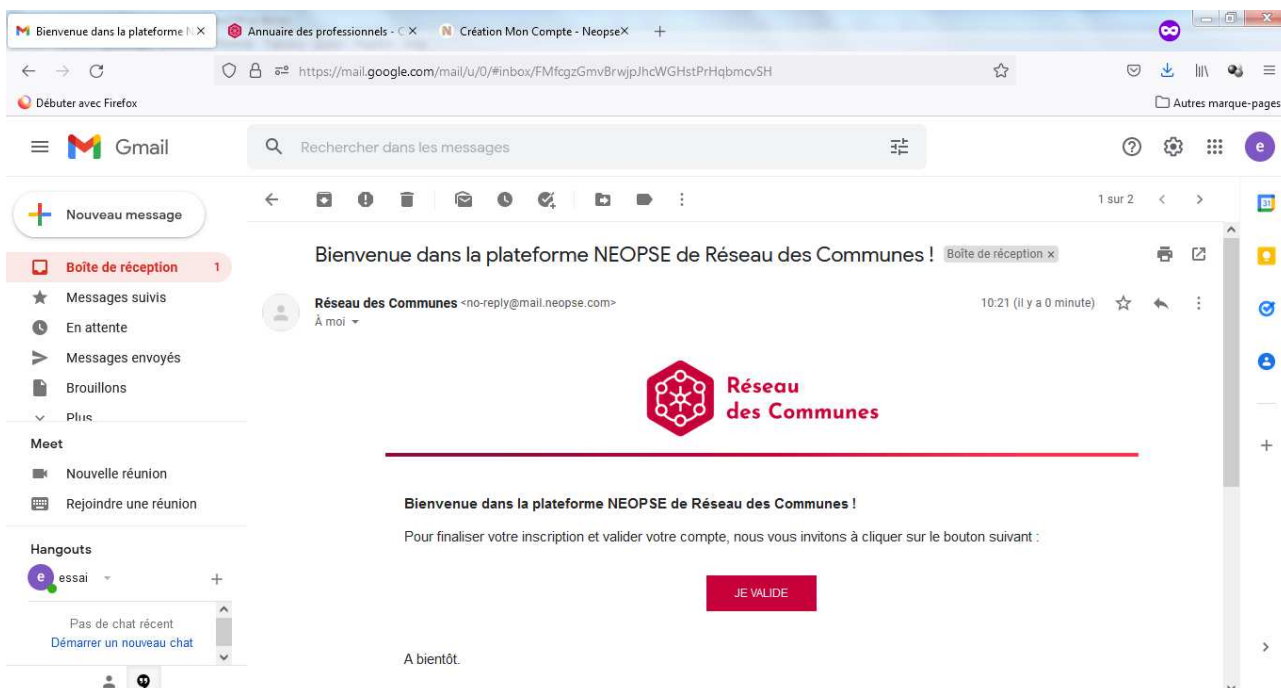 Bienvenue dans la plateforme N
Annuaire des professionnels - C
Création Mon Compte - Neopse
https://mail.google.com/mail/u/0/#inbox/FMfcgzGmvBrwjpJhcWGHstPrHqbmcvSH
Débuter avec Firefox
Autres marque-pages
Gmail
Rechercher dans les messages
e
Nouveau message
1 sur 2
31
Boîte de réception 1
Messages suivis
En attente
Messages envoyés
Brouillons
Plus
Meet
Nouvelle réunion
Rejoindre une réunion
Hangouts
e essai
Pas de chat récent
Démarrer un nouveau chat
Bienvenue dans la plateforme NEOPSE de Réseau des Communes ! Boîte de réception x
Réseau des Communes <no-reply@mail.neopse.com> 10:21 (il y a 0 minute)
À moi
Réseau
des Communes
Bienvenue dans la plateforme NEOPSE de Réseau des Communes !
Pour finaliser votre inscription et valider votre compte, nous vous invitons à cliquer sur le bouton suivant :
JE VALIDE
A bientôt.